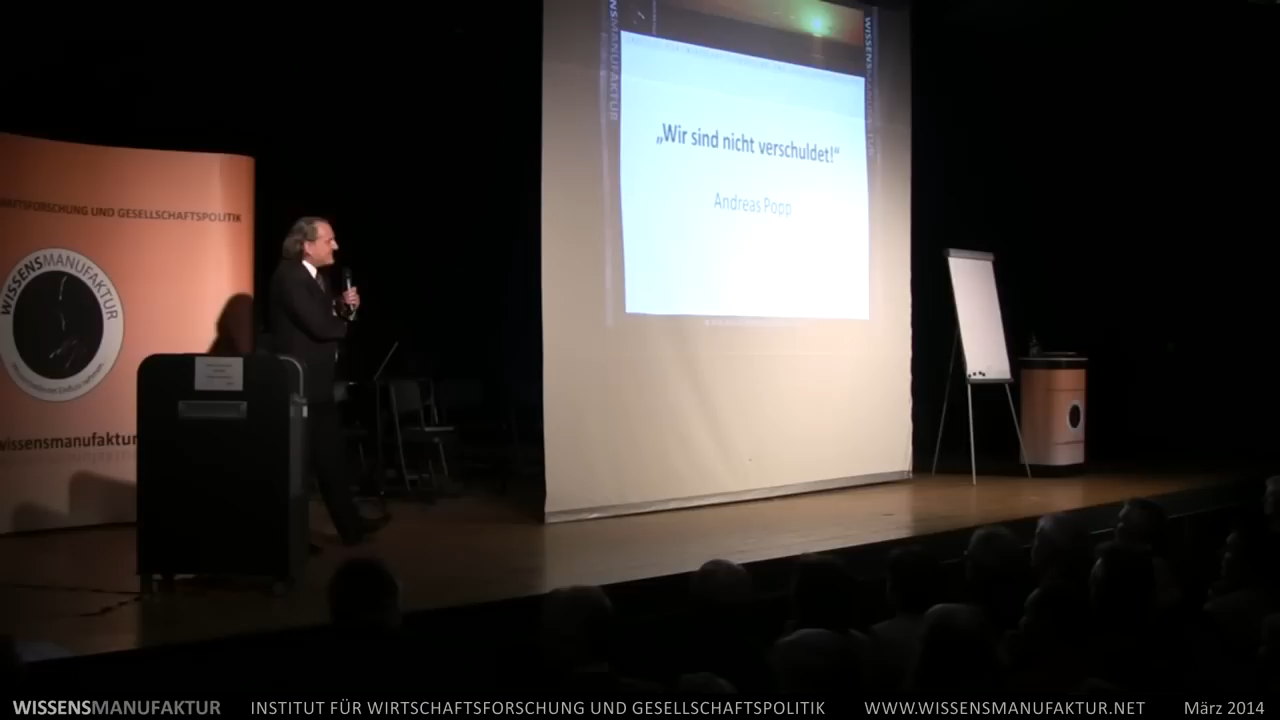 WISSENSMANUFAKTUR
„Wir sind nicht verschuldet!“
Andreas Popp
UND GESELLSCHAFTSPOLITIK
WISSENSMANUFAKTUR
wissensmanufaktur
WISSENSMANUFAKTUR INSTITUT FÜR WIRTSCHAFTSFORSCHUNG UND GESELLSCHAFTSPOLITIK WWW.WISSENSMANUFAKTUR.NET März 2014